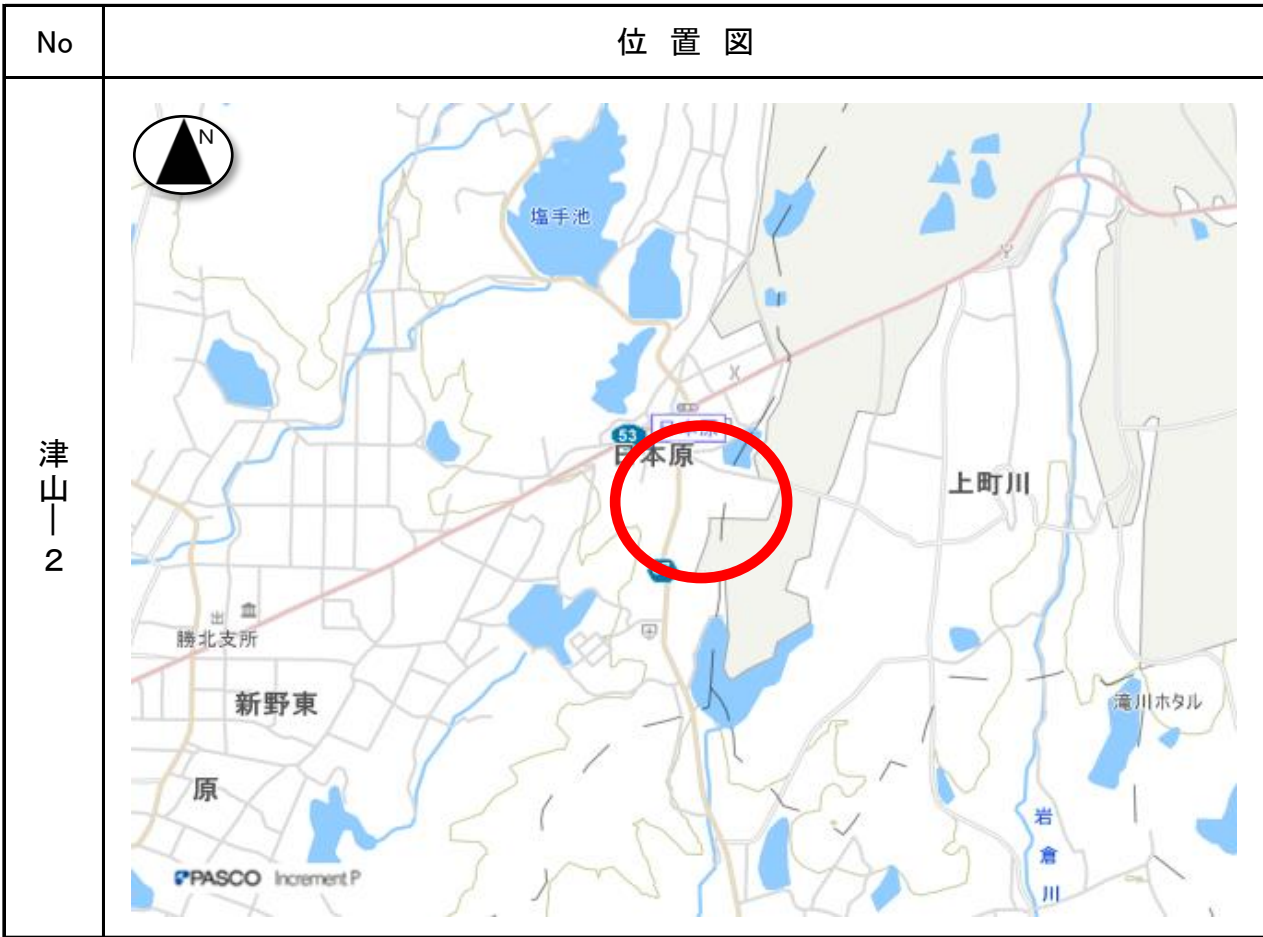 No
位 置 図
津山ー2
N
塩手池
53
日本原
上町川
勝北支所
新野東
滝川ホタル
原
岩倉川
PASCO Increment P